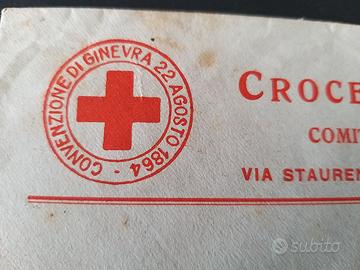 CONVENZIONE DI GINEVRA 22 AGOSTO 1864 -
CROCE
COMIT
VIA STAUREN
subito